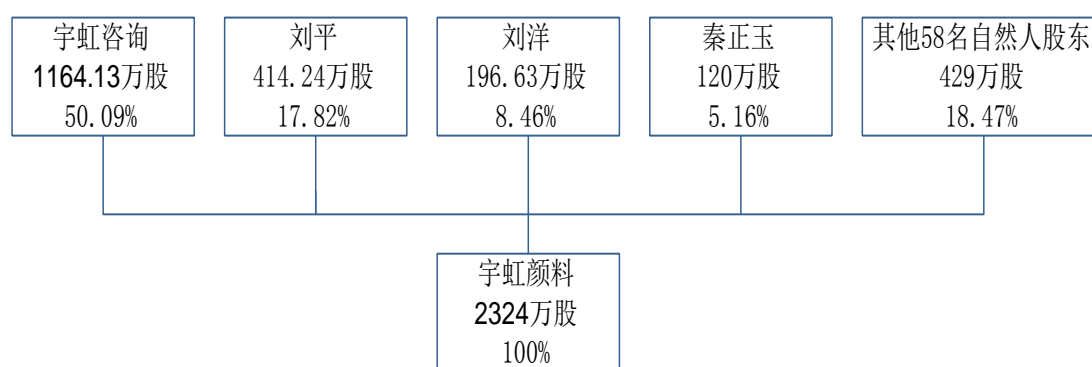 宇虹咨询
1164.13万股
50.09%
刘平
414.24万股
17.82%
刘洋
196.63万股
8.46%
秦正玉
120万股
5.16%
其他58名自然人股东
429万股
18.47%
宇虹颜料
2324万股
100%